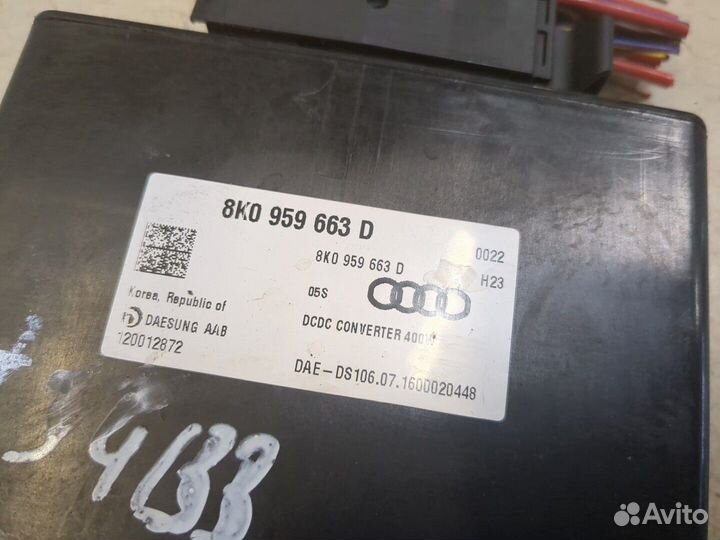 8K0 959 663 D
8K0 959 663 D 0022
H23
05S
Korea, Republic of
DAESUNG AAB
DCDC CONVERTER 400W
120012872
DAE-DS106.07.1600020448
Avito